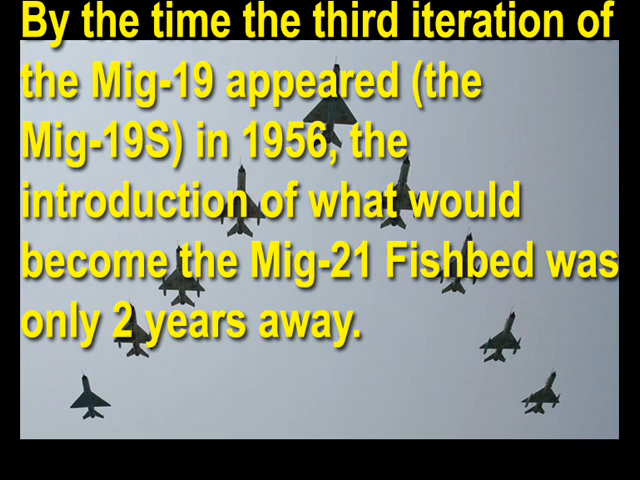 By the time the third iteration of
the Mig-19 appeared (the
Mig-19S) in 1956, the
introduction of what would
become the Mig-21 Fishbed was
only 2 years away.